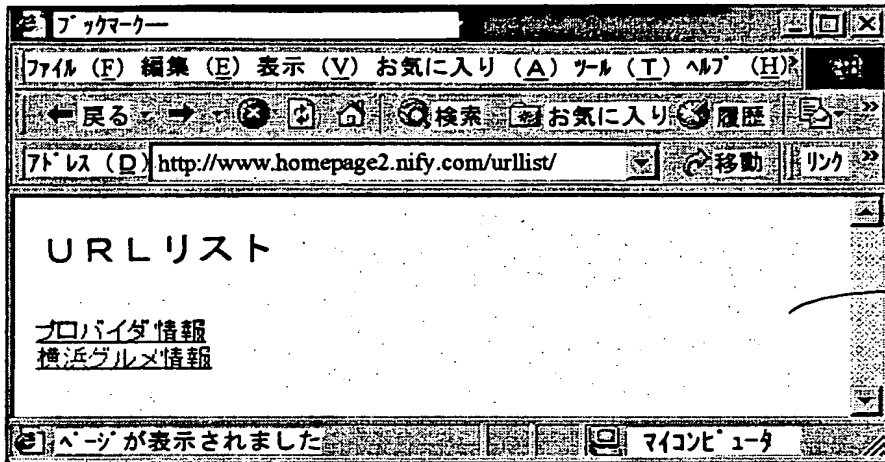 ブックマーク
ファイル (F) 編集 (E) 表示 (V) お気に入り (A) ツール (T) ヘルプ (H) »
戻る 検索 お気に入り 履歴 »
アドレス (D) http://www.homepage2.nify.com/urllist/ 移動 リンク »
URLリスト
プロバイダ情報
横浜グルメ情報
ページが表示されました マイコンピュータ